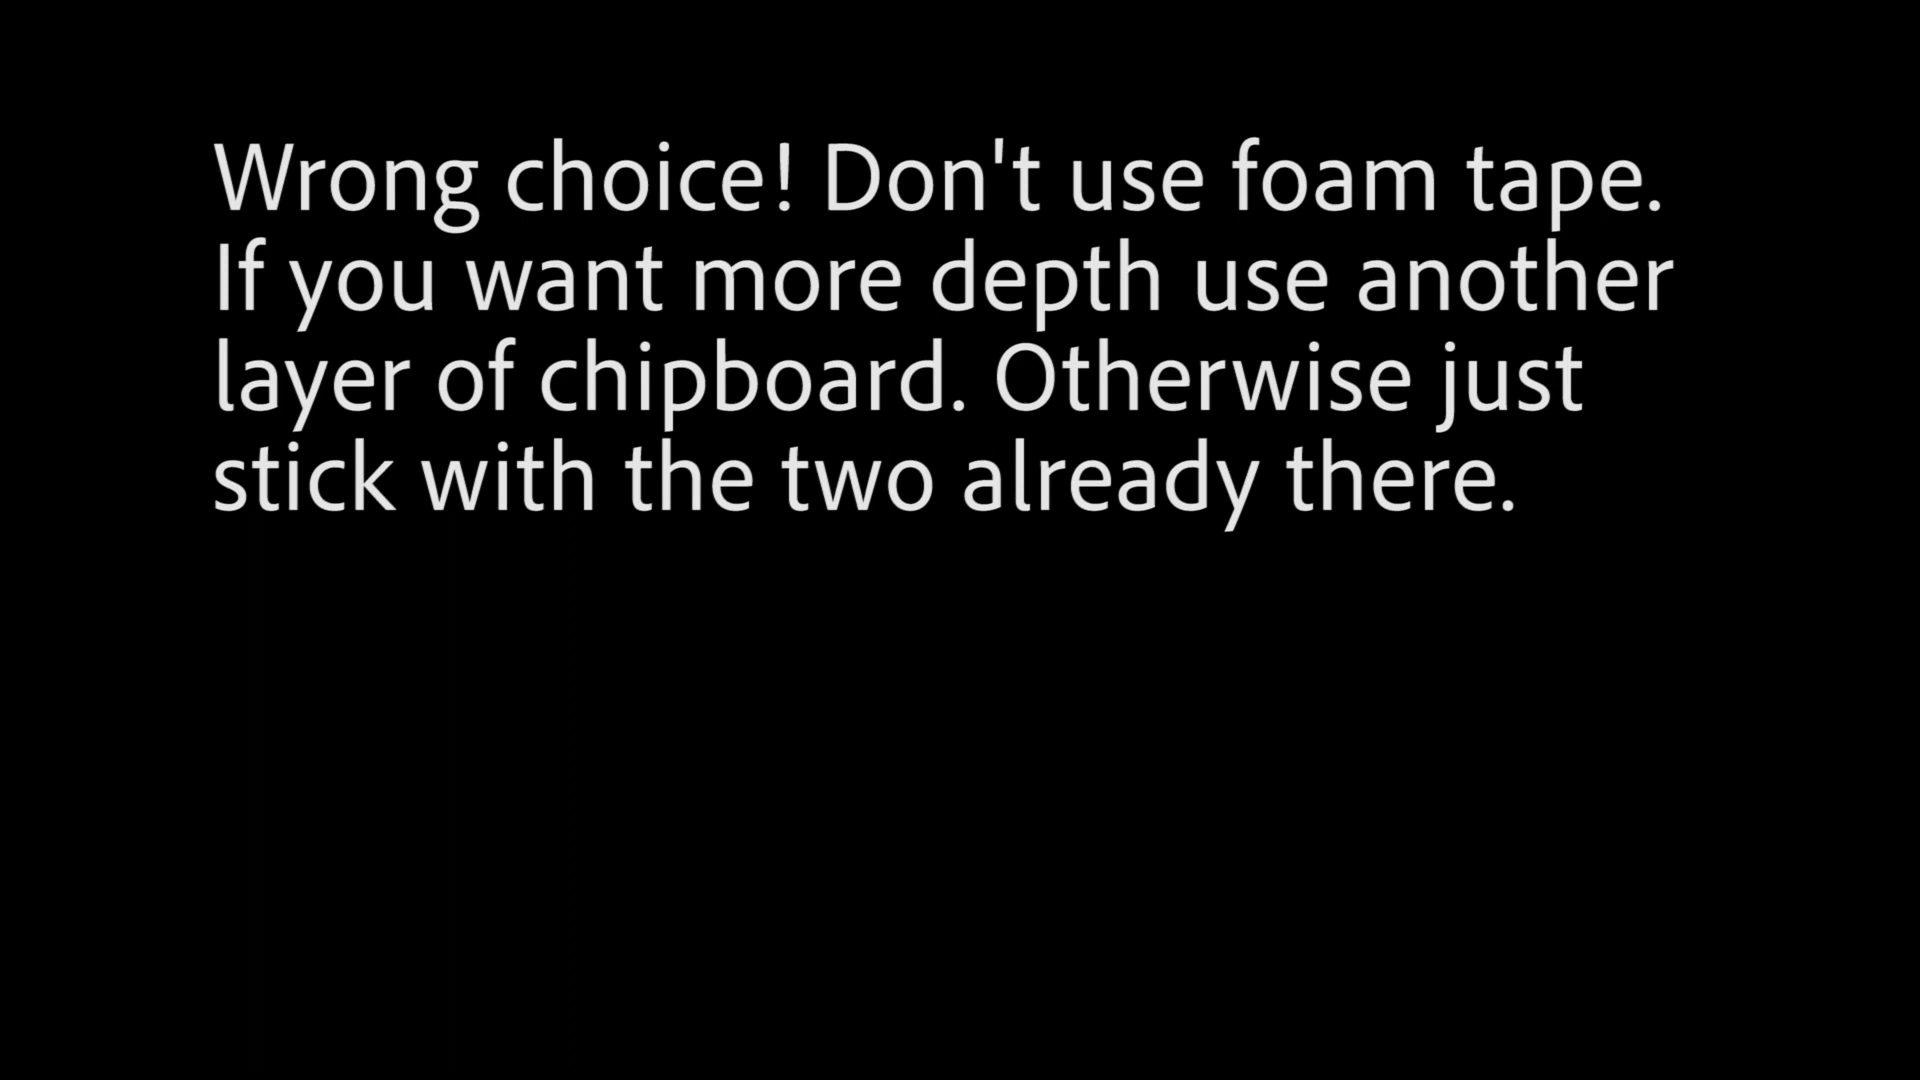 Wrong choice! Don't use foam tape.
If you want more depth use another
layer of chipboard. Otherwise just
stick with the two already there.